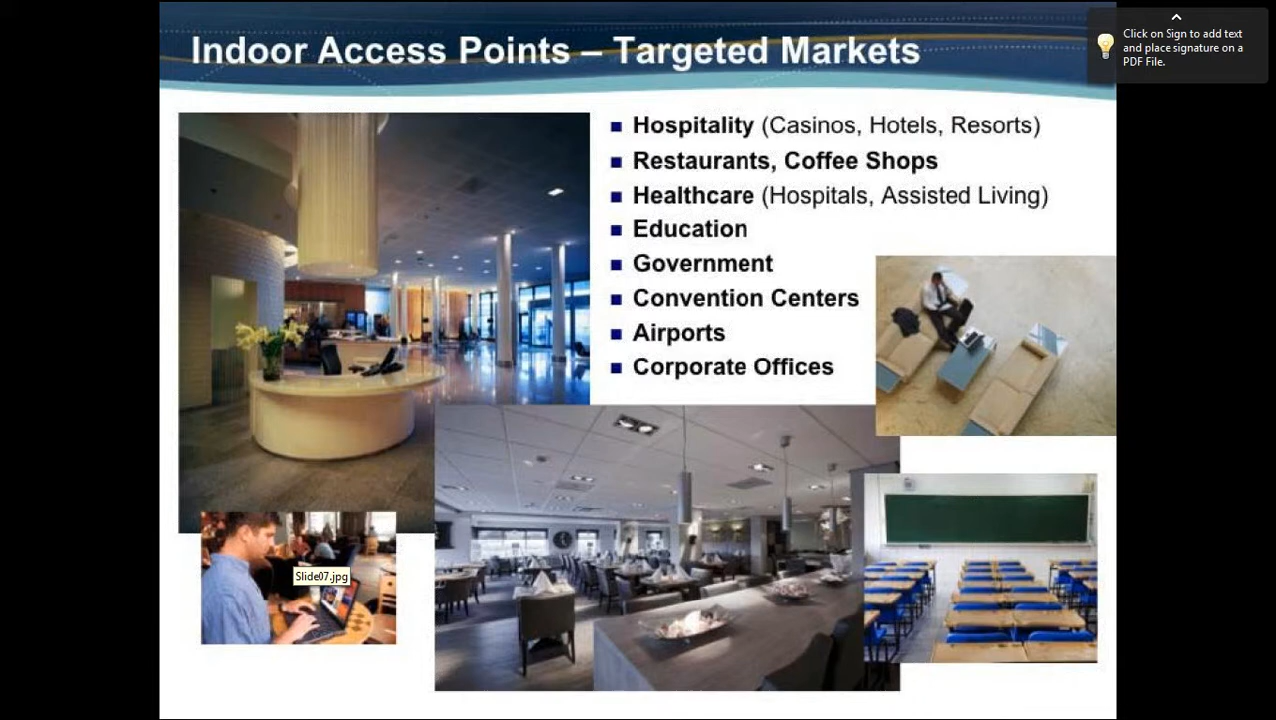 Indoor Access Points – Targeted Markets
Click on Sign to add text
and place signature on a
PDF File.
Hospitality (Casinos, Hotels, Resorts)
Restaurants, Coffee Shops
Healthcare (Hospitals, Assisted Living)
Education
Government
Convention Centers
Airports
Corporate Offices
Slide07.jpg